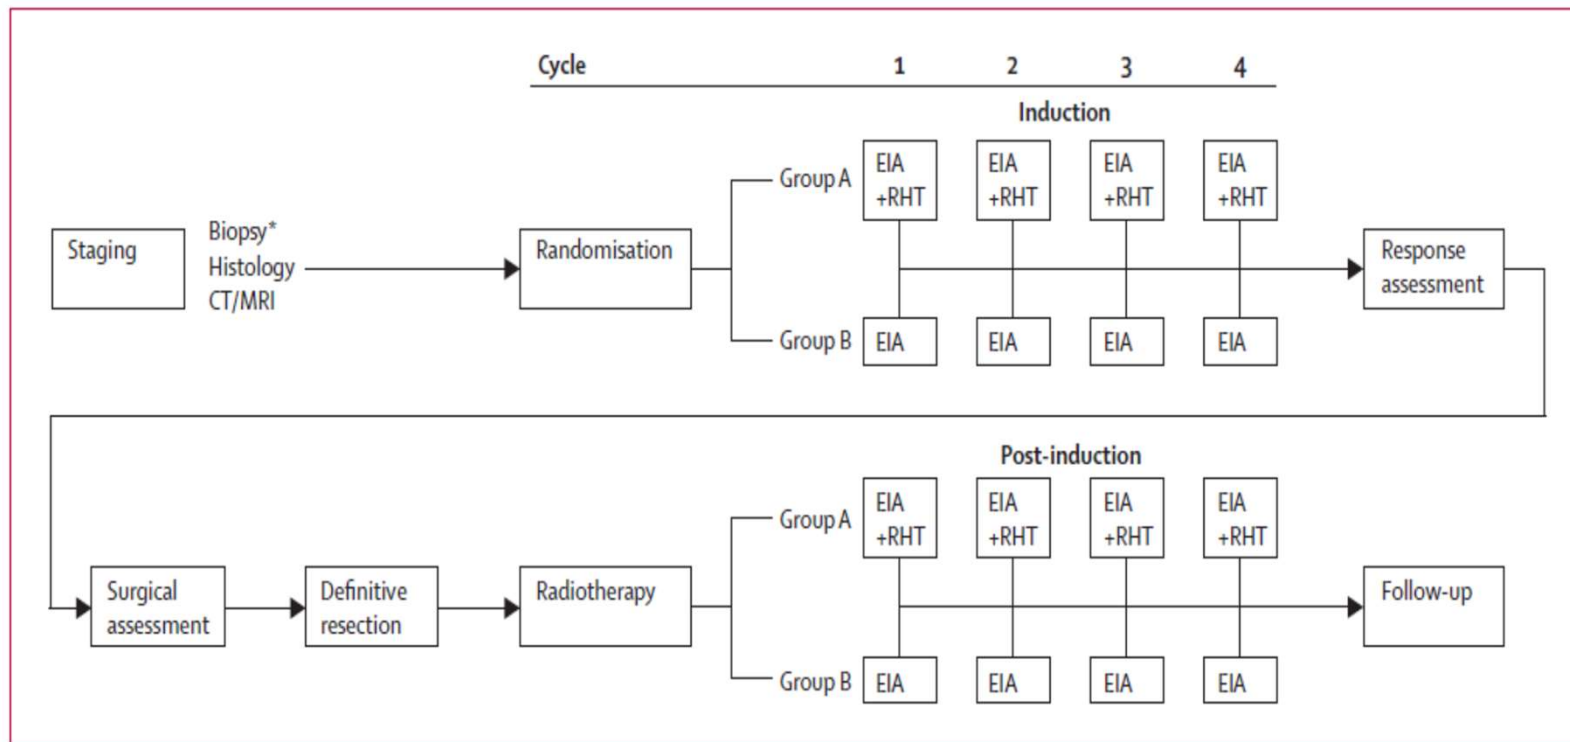 Cycle 1 2 3 4
Induction
Group A
EIA
+RHT
EIA
+RHT
EIA
+RHT
EIA
+RHT
Staging
Biopsy*
Histology
CT/MRI
Randomisation
Response
assessment
Group B
EIA
EIA
EIA
EIA
Post-induction
Group A
EIA
+RHT
EIA
+RHT
EIA
+RHT
EIA
+RHT
Surgical
assessment
Definitive
resection
Radiotherapy
Follow-up
Group B
EIA
EIA
EIA
EIA